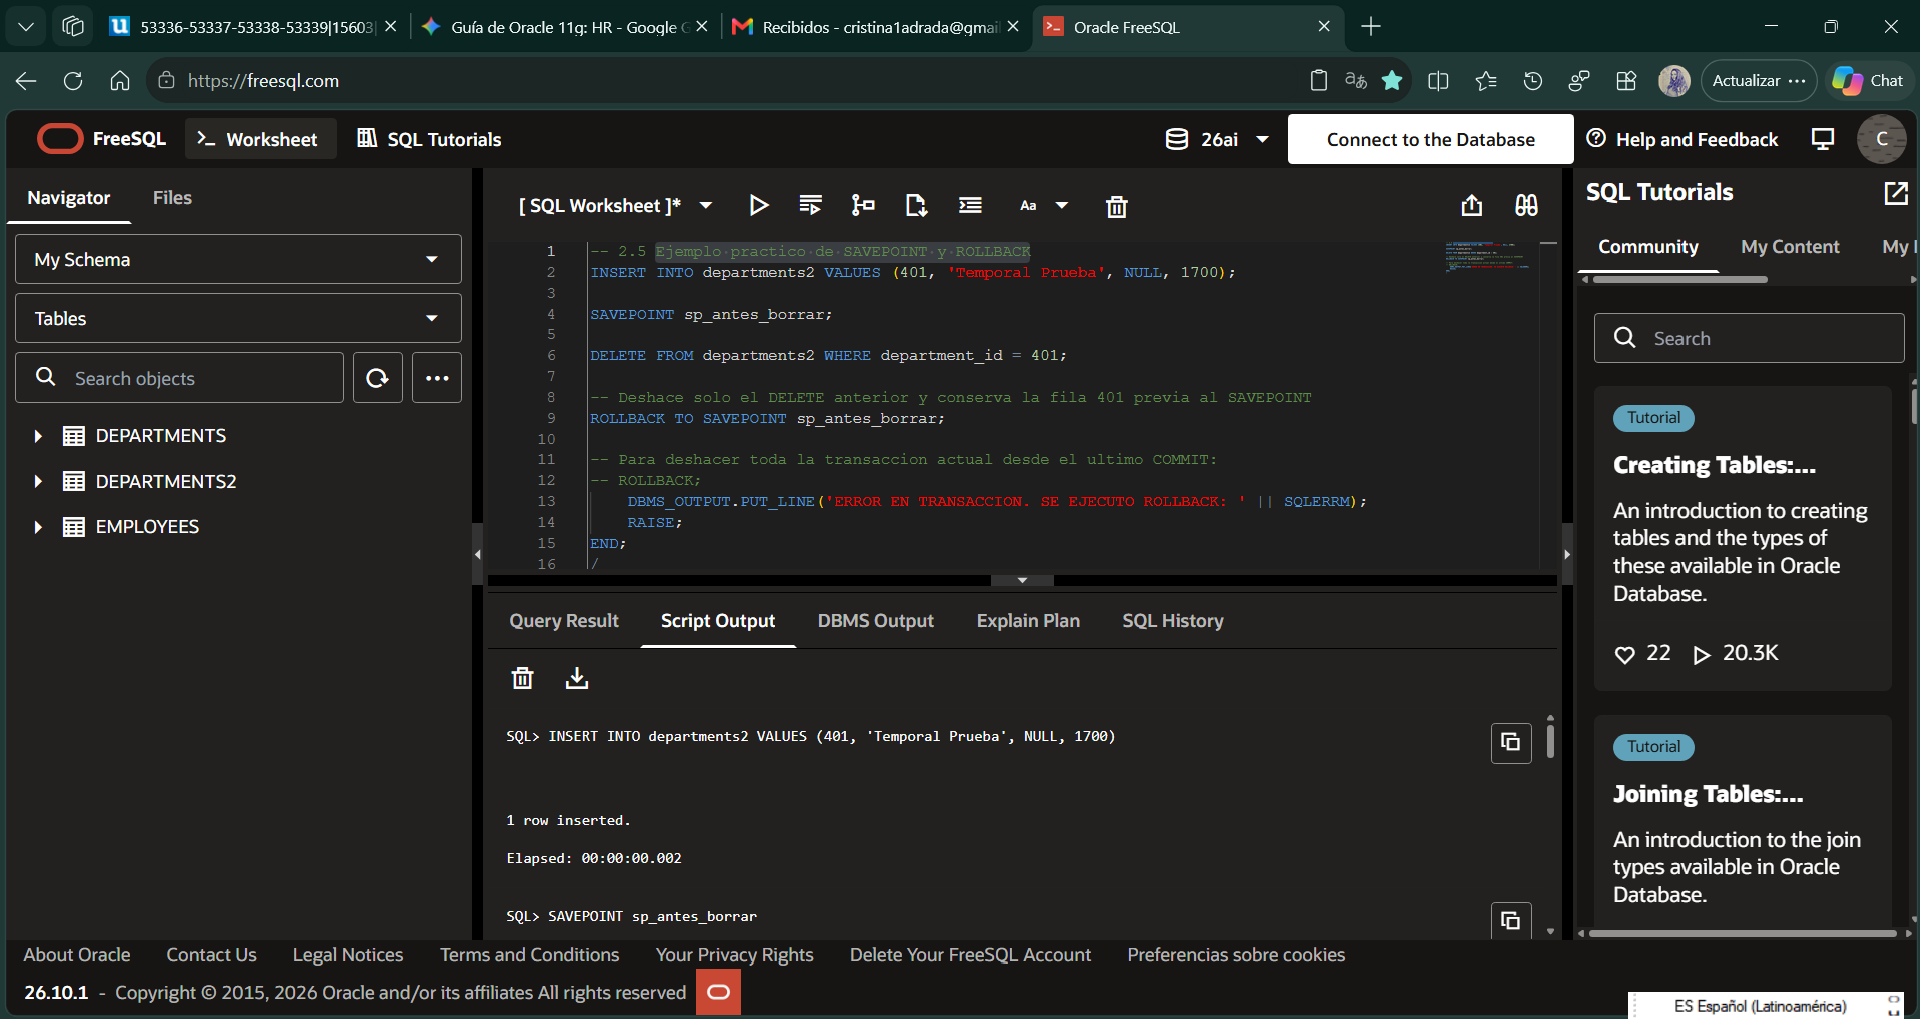 53336-53337-53338-53339|15603|
Guía de Oracle 11g: HR - Google G
Recibidos - cristina1adrada@gmai
Oracle FreeSQL
https://freesql.com
Actualizar
Chat
FreeSQL
Worksheet
SQL Tutorials
26ai
Connect to the Database
Help and Feedback
C
Navigator
Files
My Schema
Tables
Search objects
DEPARTMENTS
DEPARTMENTS2
EMPLOYEES
[ SQL Worksheet ]*
Aa
1 -- 2.5 Ejemplo practico de SAVEPOINT y ROLLBACK
2 INSERT INTO departments2 VALUES (401, 'Temporal Prueba', NULL, 1700);
3
4 SAVEPOINT sp_antes_borrar;
5
6 DELETE FROM departments2 WHERE department_id = 401;
7
8 -- Deshace solo el DELETE anterior y conserva la fila 401 previa al SAVEPOINT
9 ROLLBACK TO SAVEPOINT sp_antes_borrar;
10
11 -- Para deshacer toda la transaccion actual desde el ultimo COMMIT:
12 -- ROLLBACK;
13 DBMS_OUTPUT.PUT_LINE('ERROR EN TRANSACCION. SE EJECUTO ROLLBACK: ' || SQLERRM);
14 RAISE;
15 END;
16 /
Query Result
Script Output
DBMS Output
Explain Plan
SQL History
SQL> INSERT INTO departments2 VALUES (401, 'Temporal Prueba', NULL, 1700)
1 row inserted.
Elapsed: 00:00:00.002
SQL> SAVEPOINT sp_antes_borrar
SQL Tutorials
Community
My Content
My
Search
Tutorial
Creating Tables:...
An introduction to creating
tables and the types of
these available in Oracle
Database.
22
20.3K
Tutorial
Joining Tables:...
An introduction to the join
types available in Oracle
Database.
About Oracle
Contact Us
Legal Notices
Terms and Conditions
Your Privacy Rights
Delete Your FreeSQL Account
Preferencias sobre cookies
26.10.1 - Copyright © 2015, 2026 Oracle and/or its affiliates All rights reserved
ES Español (Latinoamérica)